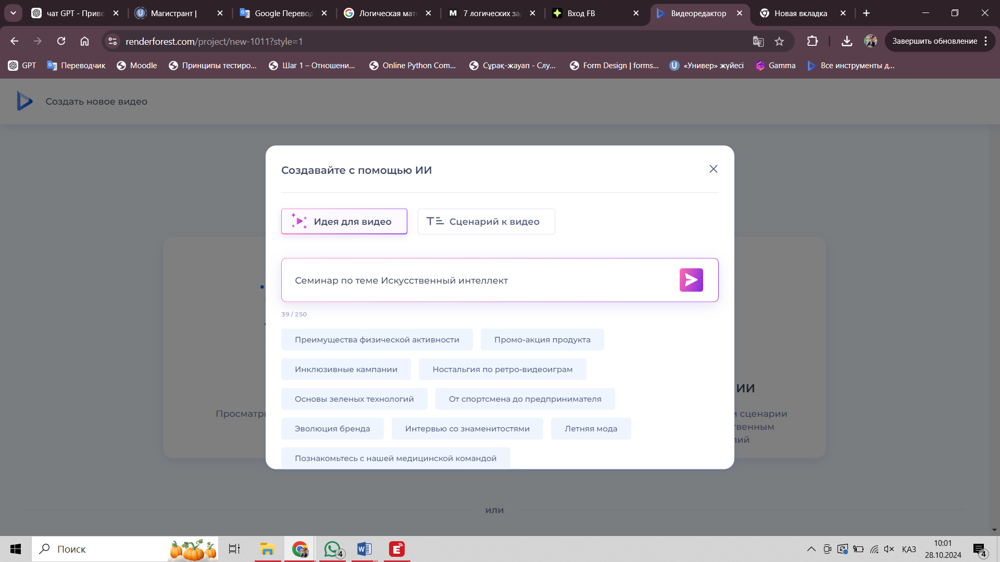 чат GPT - Приве
Магистрант |
Google Перевод
Логическая мате
7 логических за
Вход FB
Видеоредактор
Новая вкладка
renderforest.com/project/new-1011?style=1
Завершить обновление
GPT
Переводчик
Moodle
Принципы тестиро...
Шаг 1 – Отношени...
Online Python Com...
Сұрақ-жауап - Слу...
Form Design | forms...
«Универ» жүйесі
Gamma
Все инструменты д...
Создать новое видео
Создавайте с помощью ИИ
Идея для видео
Сценарий к видео
Семинар по теме Искусственный интеллект
39 / 250
Преимущества физической активности
Промо-акция продукта
Инклюзивные кампании
Ностальгия по ретро-видеоиграм
Основы зеленых технологий
От спортсмена до предпринимателя
Эволюция бренда
Интервью со знаменитостями
Летняя мода
Познакомьтесь с нашей медицинской командой
Просматри
ИИ
и сценарии
твенным
лий
или
Поиск
4
ҚАЗ
10:01
28.10.2024
4